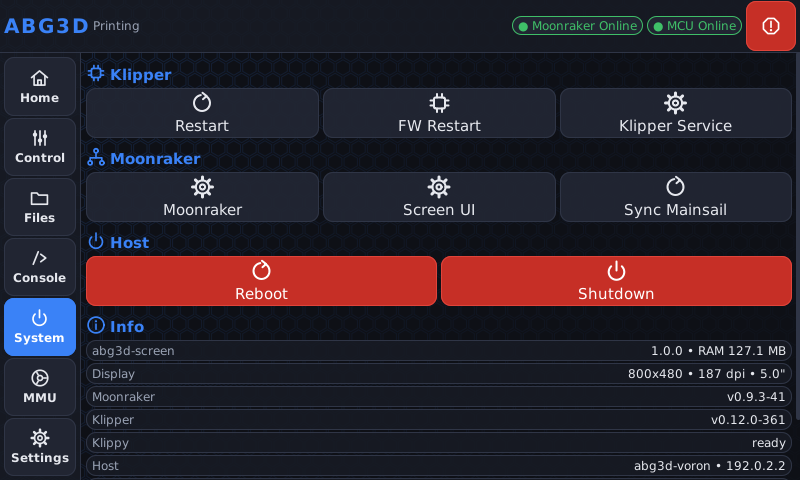 ABG3D Printing ● Moonraker Online ● MCU Online
Home
Control
Files
Console
System
MMU
Settings
Klipper
Restart FW Restart Klipper Service
Moonraker
Moonraker Screen UI Sync Mainsail
Host
Reboot Shutdown
Info
abg3d-screen 1.0.0 • RAM 127.1 MB
Display 800x480 • 187 dpi • 5.0"
Moonraker v0.9.3-41
Klipper v0.12.0-361
Klippy ready
Host abg3d-voron • 192.0.2.2